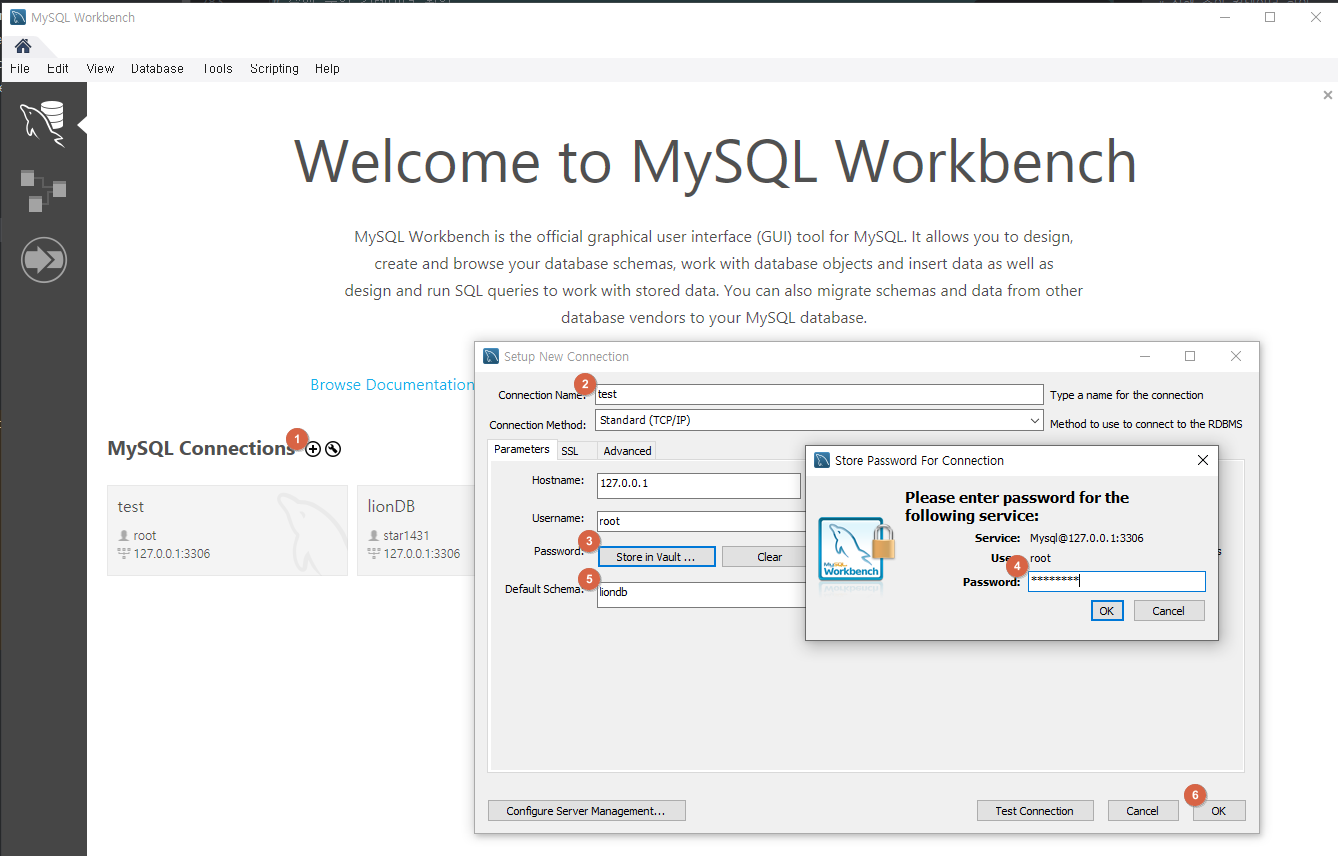 MySQL Workbench
File Edit View Database Tools Scripting Help
Welcome to MySQL Workbench
MySQL Workbench is the official graphical user interface (GUI) tool for MySQL. It allows you to design,
create and browse your database schemas, work with database objects and insert data as well as
design and run SQL queries to work with stored data. You can also migrate schemas and data from other
database vendors to your MySQL database.
Browse Documentation
MySQL Connections
1
test
root
127.0.0.1:3306
lionDB
star1431
127.0.0.1:3306
Setup New Connection
Connection Name:
2
test
Type a name for the connection
Connection Method:
Standard (TCP/IP)
Method to use to connect to the RDBMS
Parameters SSL Advanced
Hostname:
127.0.0.1
Username:
root
Password:
3
Store in Vault ...
Clear
Default Schema:
5
liondb
Store Password For Connection
Please enter password for the
following service:
MySQL
Workbench
Service: Mysql@127.0.0.1:3306
root
4
Password: ********
OK Cancel
Configure Server Management...
Test Connection
Cancel
6
OK